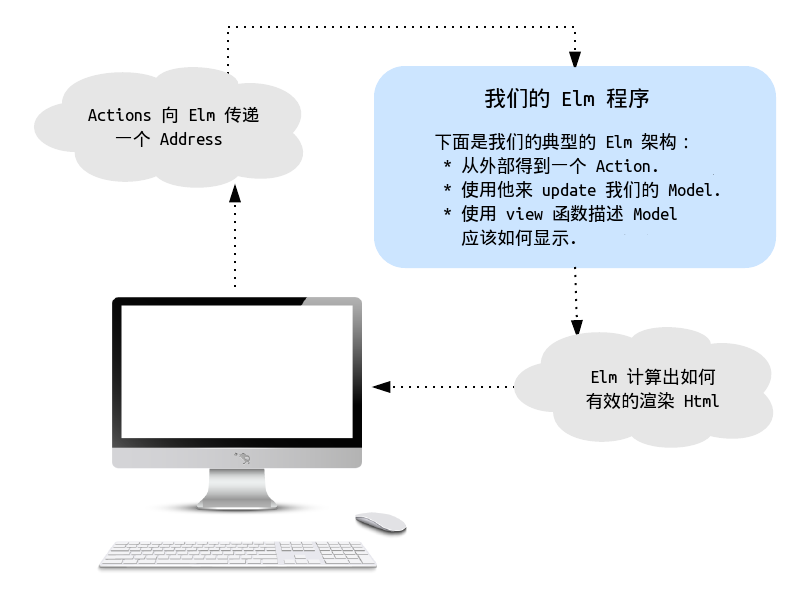 Actions 向 Elm 传递
一个 Address
我们的 Elm 程序
下面是我们的典型的 Elm 架构：
* 从外部得到一个 Action.
* 使用他来 update 我们的 Model.
* 使用 view 函数描述 Model
应该如何显示.
Elm 计算出如何
有效的渲染 Html